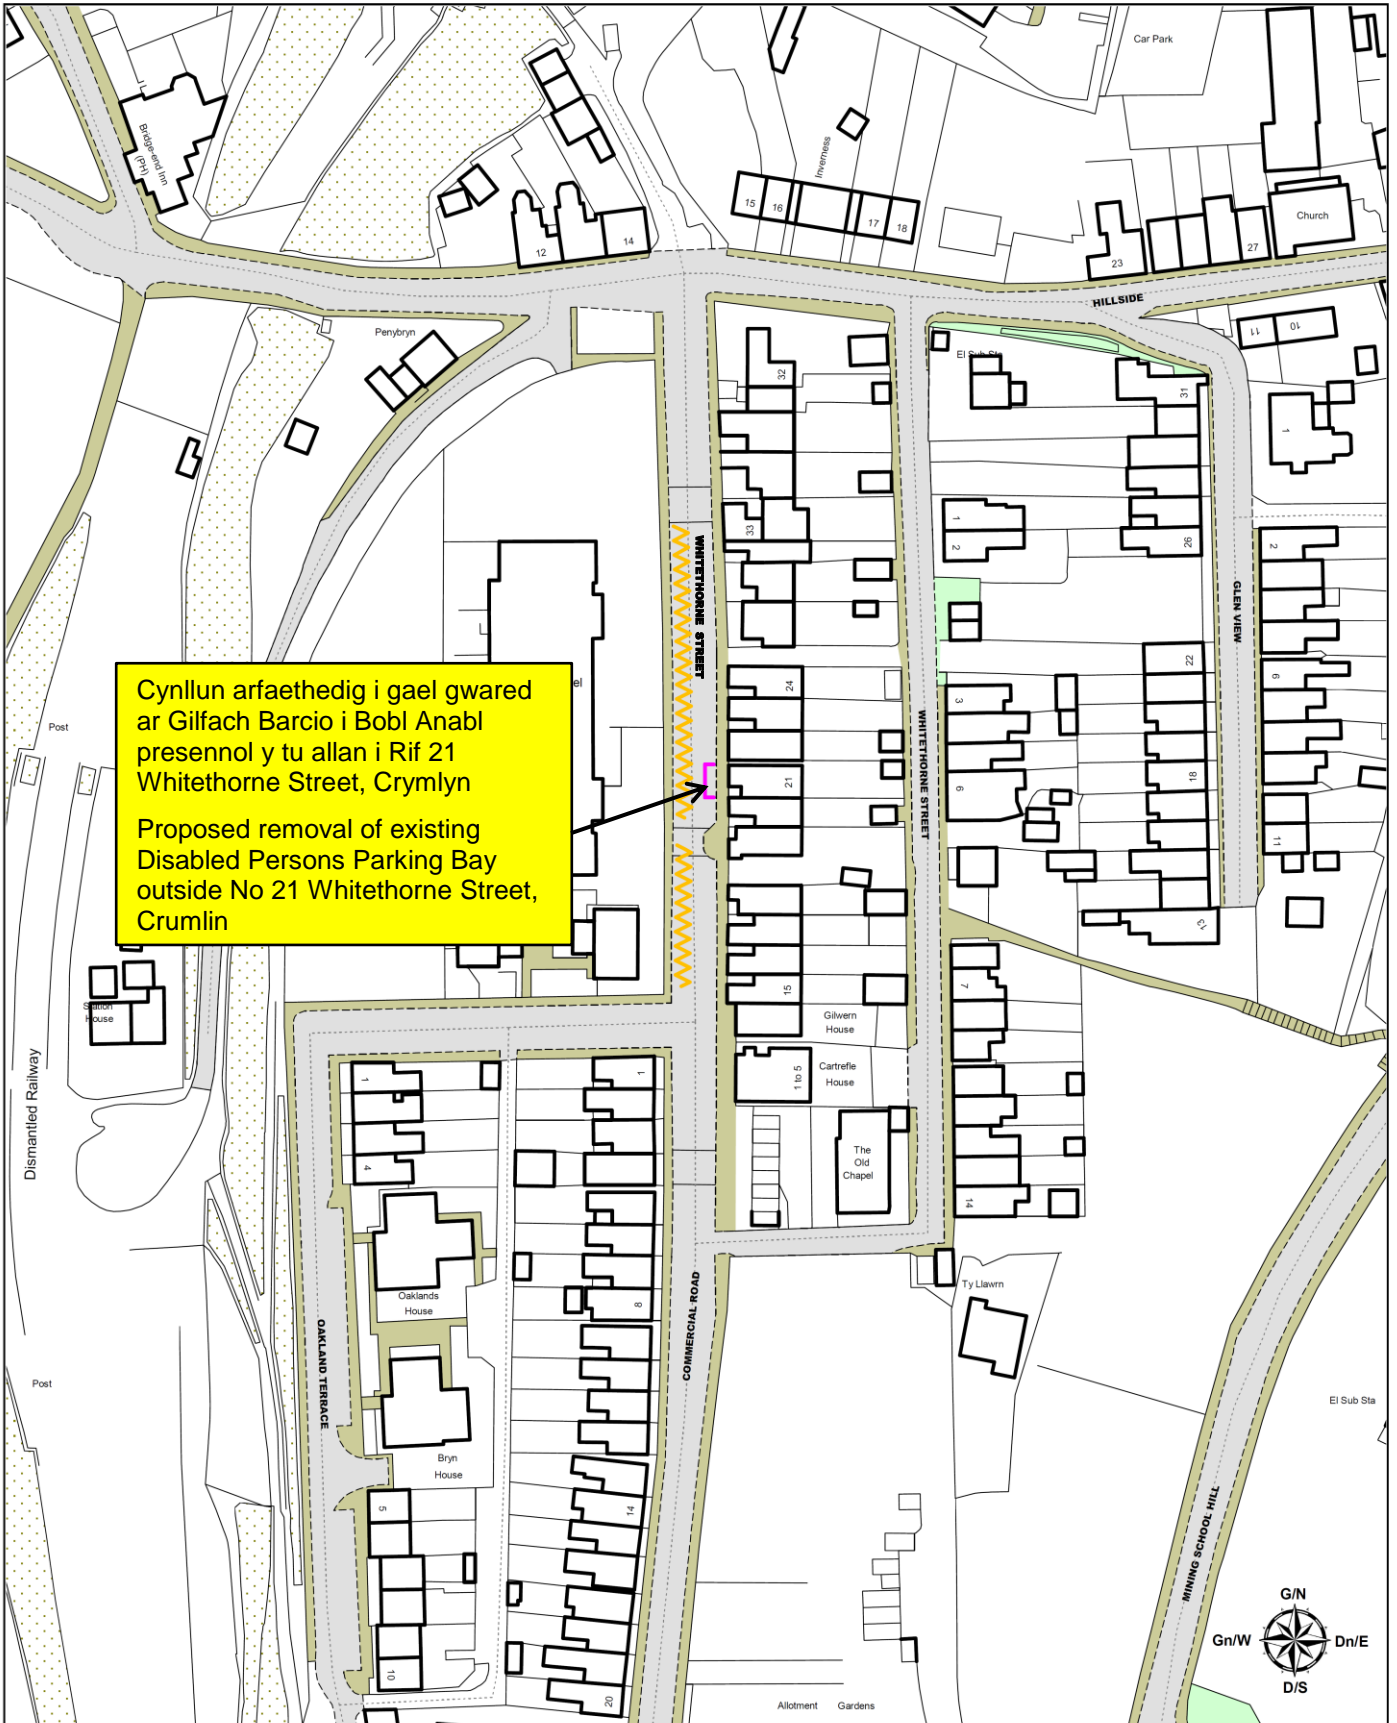 Car Park
Bridge-end Inn
(PH)
Inverness
15
16
17
18
12
14
23
27
Church
HILLSIDE
Penybryn
El Sub Sta
11
10
32
31
1
33
1
2
26
2
WHITETHORNE STREET
GLEN VIEW
Cynllun arfaethedig i gael gwared
ar Gilfach Barcio i Bobl Anabl
presennol y tu allan i Rif 21
Whitethorne Street, Crymlyn
Proposed removal of existing
Disabled Persons Parking Bay
outside No 21 Whitethorne Street,
Crumlin
el
24
22
3
6
Post
21
WHITETHORNE STREET
18
6
11
13
15
7
Station
House
Gilwern
House
Dismantled Railway
1
1
1 to 5
Cartrefle
House
4
The
Old
Chapel
14
Oaklands
House
8
Ty Llawrn
OAKLAND TERRACE
COMMERCIAL ROAD
Post
El Sub Sta
Bryn
House
5
14
MINING SCHOOL HILL
10
20
Allotment Gardens
G/N
Gn/W
Dn/E
D/S